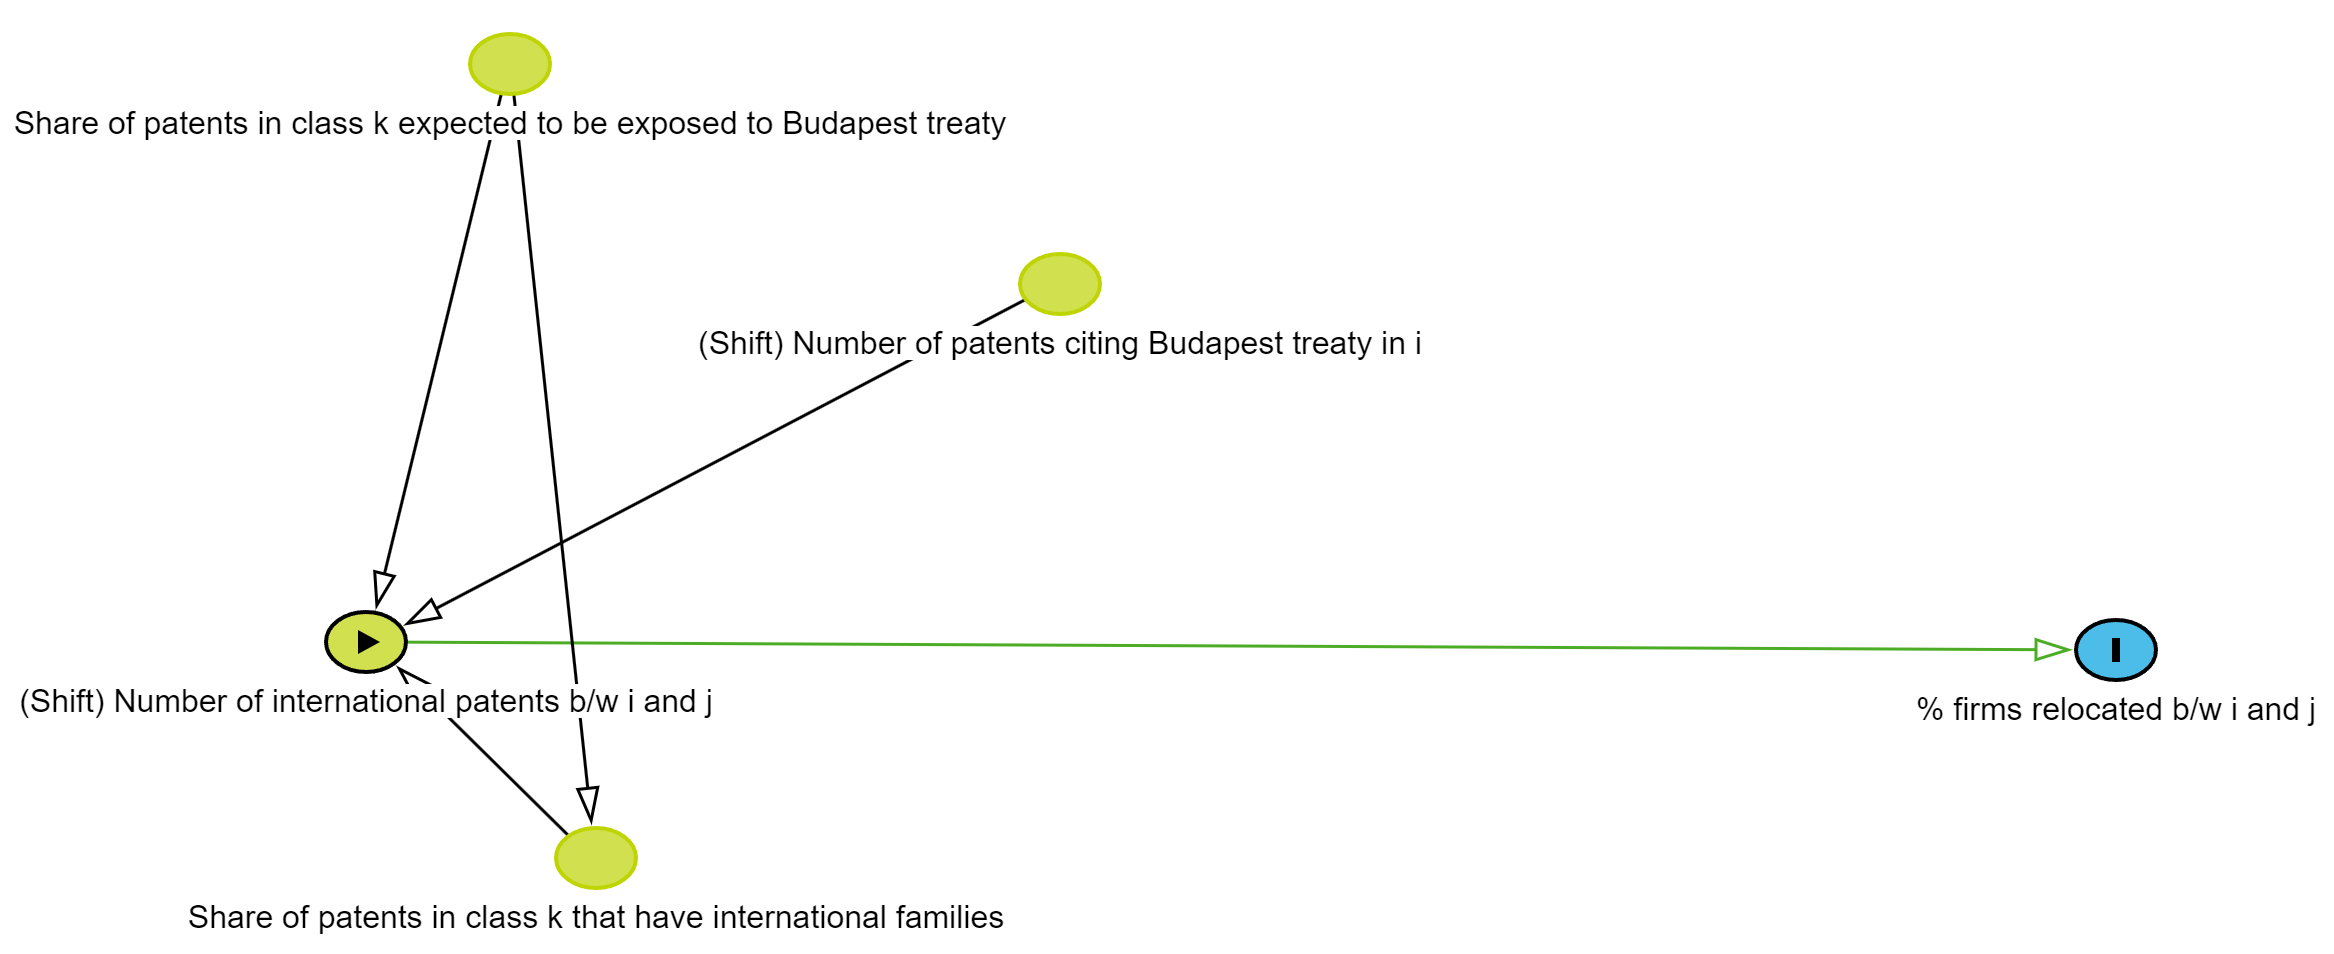 Share of patents in class k expected to be exposed to Budapest treaty
(Shift) Number of patents citing Budapest treaty in i
(Shift) Number of international patents b/w i and j
% firms relocated b/w i and j
Share of patents in class k that have international families